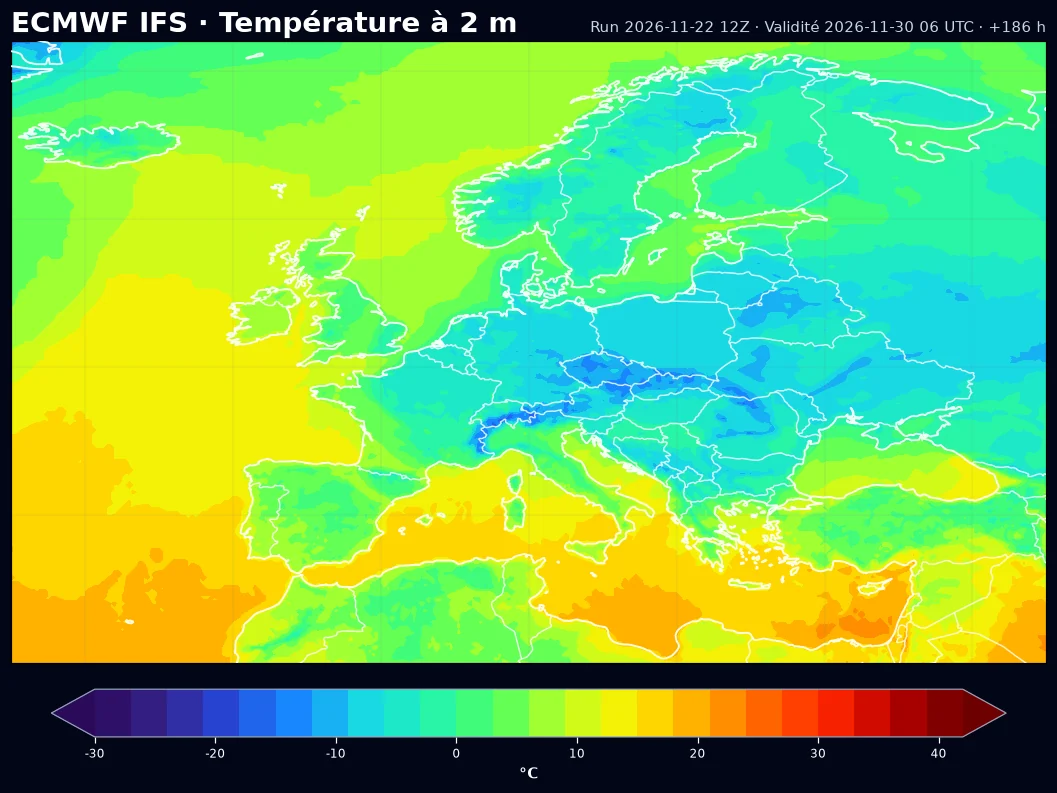 ECMWF IFS · Température à 2 m
Run 2026-11-22 12Z · Validité 2026-11-30 06 UTC · +186 h
-30 -20 -10 0 10 20 30 40
°C